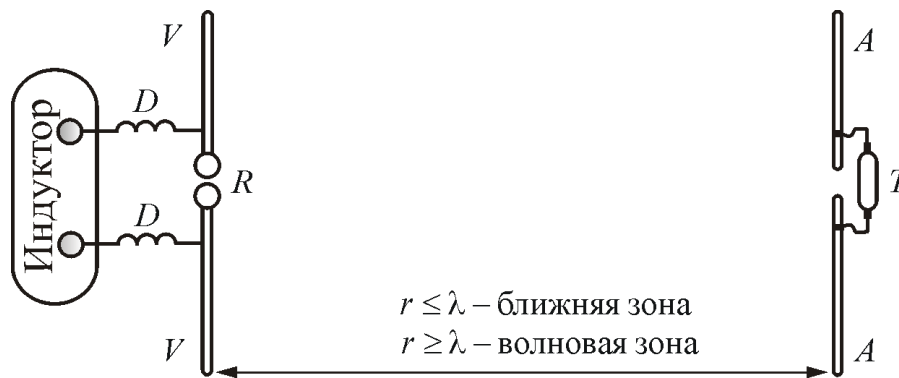 V
A
D
Индуктор
R
T
D
r ≤ λ – ближняя зона
r ≥ λ – волновая зона
V
A